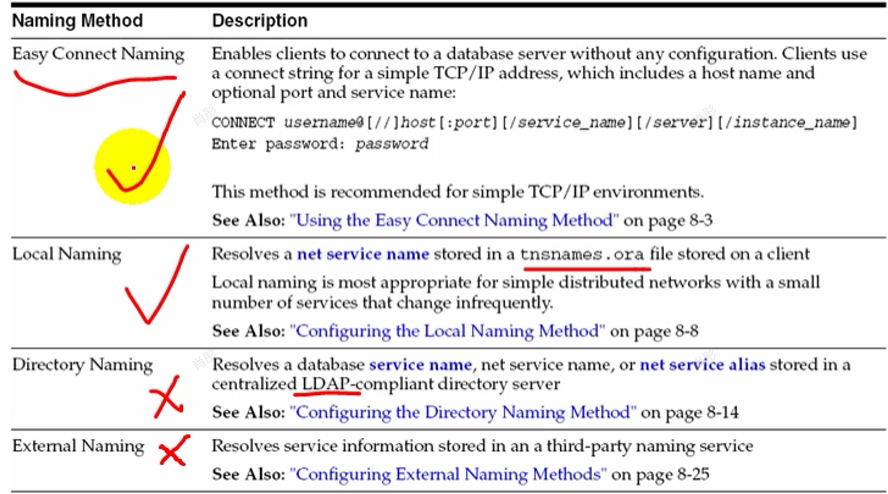 Naming Method Description
Easy Connect Naming Enables clients to connect to a database server without any configuration. Clients use
a connect string for a simple TCP/IP address, which includes a host name and
optional port and service name:
CONNECT username@[//]host[:port][/service_name][/server][/instance_name]
Enter password: password
This method is recommended for simple TCP/IP environments.
See Also: "Using the Easy Connect Naming Method" on page 8-3
Local Naming Resolves a net service name stored in a tnsnames.ora file stored on a client
Local naming is most appropriate for simple distributed networks with a small
number of services that change infrequently.
See Also: "Configuring the Local Naming Method" on page 8-8
Directory Naming Resolves a database service name, net service name, or net service alias stored in a
centralized LDAP-compliant directory server
See Also: "Configuring the Directory Naming Method" on page 8-14
External Naming Resolves service information stored in an a third-party naming service
See Also: "Configuring External Naming Methods" on page 8-25